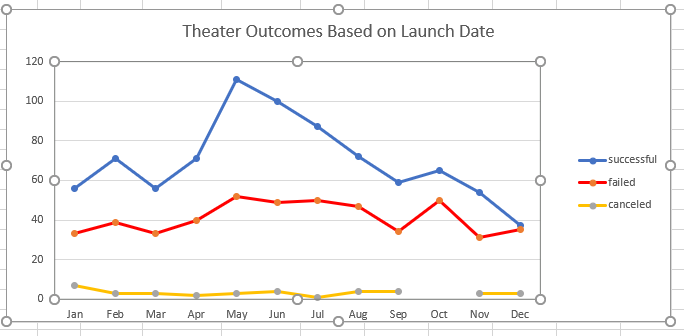 Theater Outcomes Based on Launch Date
120
100
80
60
40
20
0
Jan Feb Mar Apr May Jun Jul Aug Sep Oct Nov Dec
successful
failed
canceled